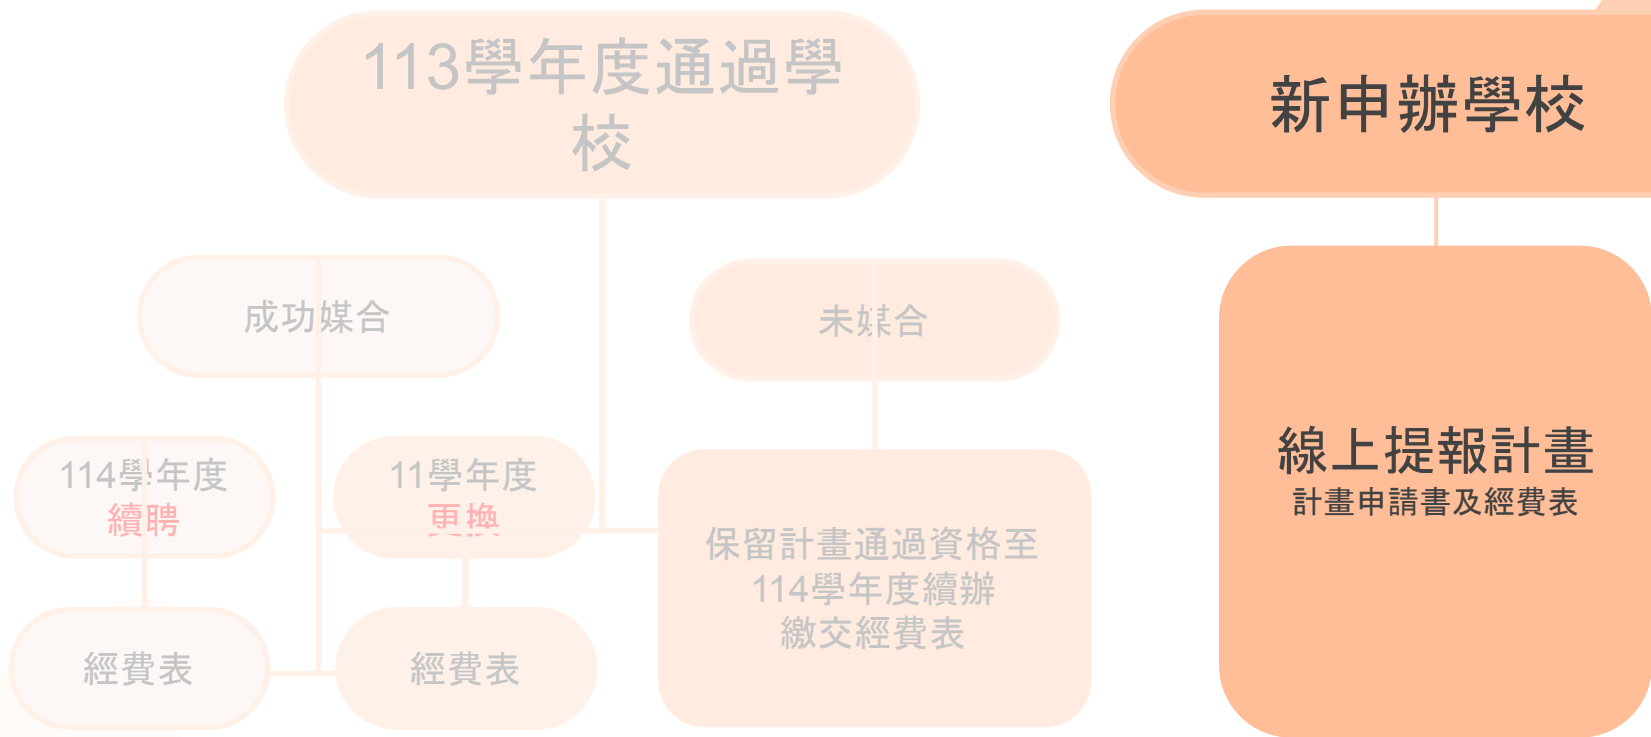 113學年度通過學
校
新申辦學校
成功媒合
未媒合
114學年度
續聘
11學年度
更換
保留計畫通過資格至
114學年度續辦
繳交經費表
線上提報計畫
計畫申請書及經費表
經費表
經費表